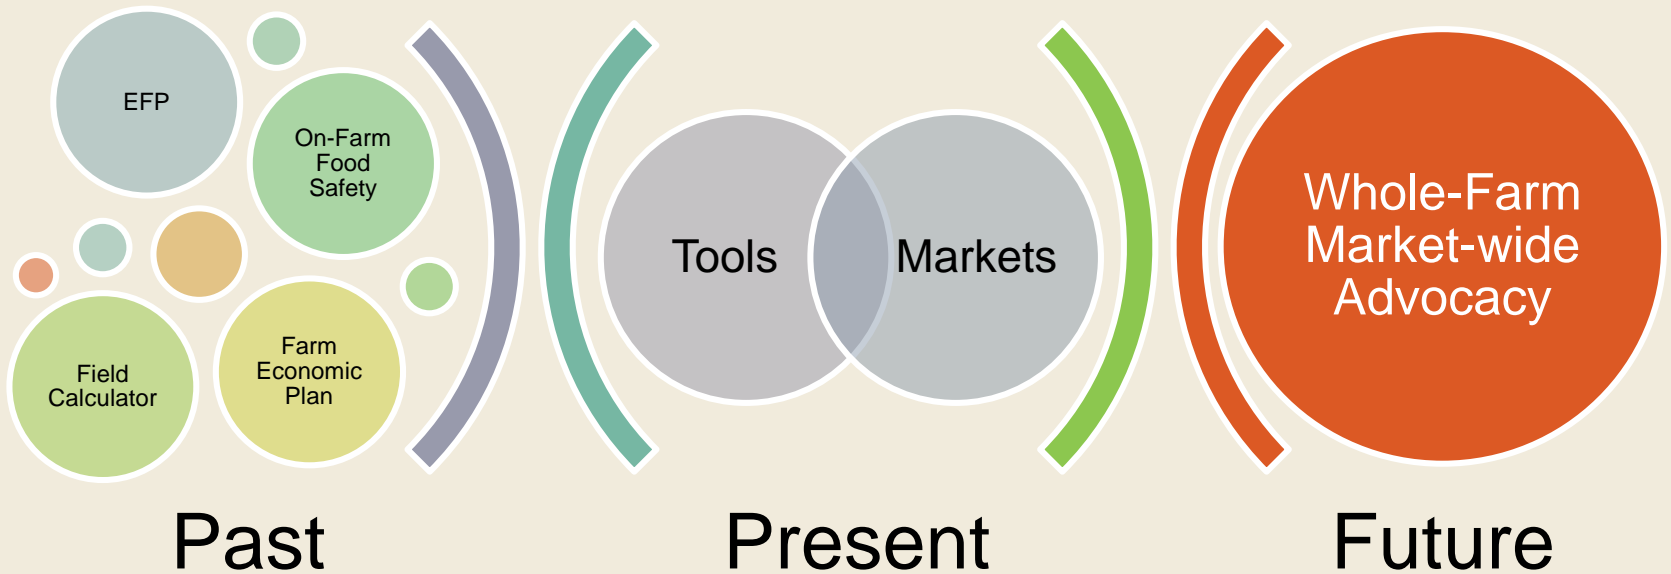 EFP
On-Farm
Food
Safety
Field
Calculator
Farm
Economic
Plan
Tools
Markets
Whole-Farm
Market-wide
Advocacy
Past
Present
Future